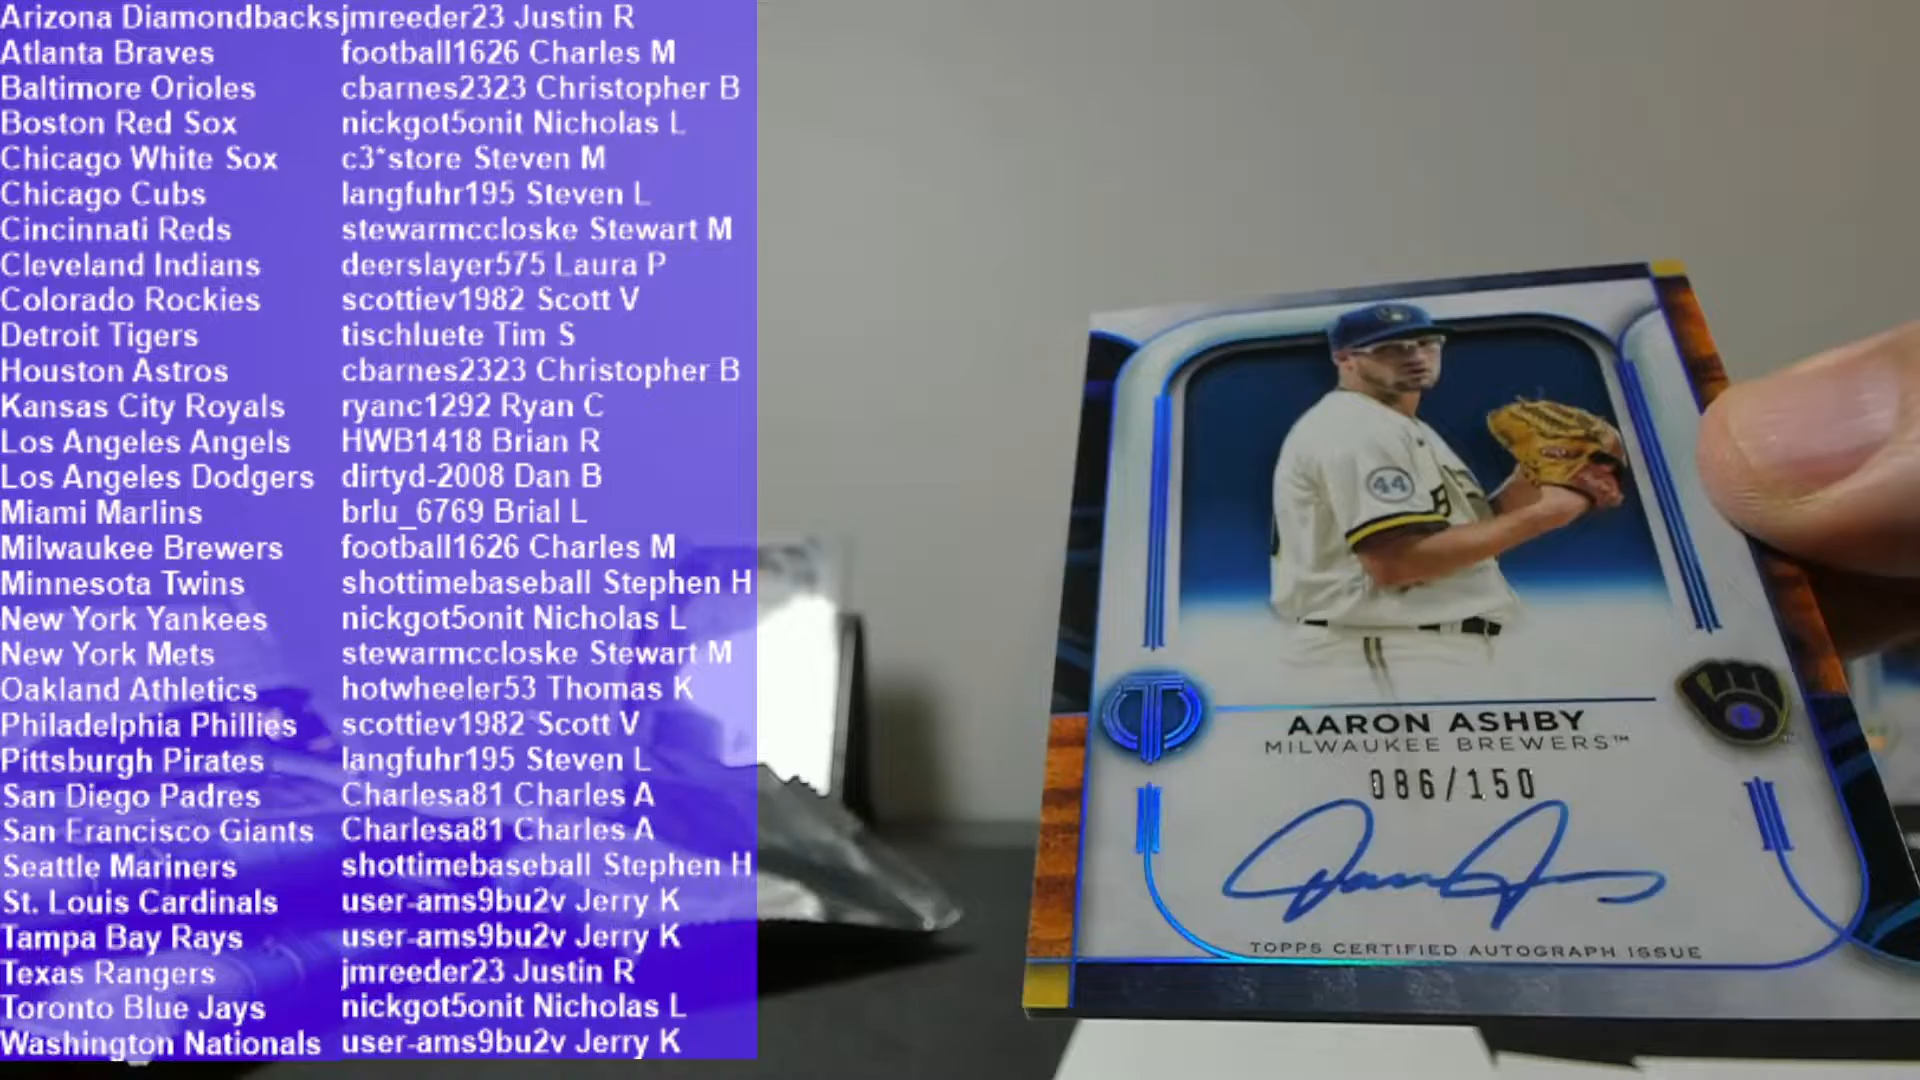 Arizona Diamondbacks jmreeder23 Justin R
Atlanta Braves football1626 Charles M
Baltimore Orioles cbarnes2323 Christopher B
Boston Red Sox nickgot5onit Nicholas L
Chicago White Sox c3*store Steven M
Chicago Cubs langfuhr195 Steven L
Cincinnati Reds stewarmccloske Stewart M
Cleveland Indians deerslayer575 Laura P
Colorado Rockies scottiev1982 Scott V
Detroit Tigers tischluete Tim S
Houston Astros cbarnes2323 Christopher B
Kansas City Royals ryanc1292 Ryan C
Los Angeles Angels HWB1418 Brian R
Los Angeles Dodgers dirtyd-2008 Dan B
Miami Marlins brlu_6769 Brial L
Milwaukee Brewers football1626 Charles M
Minnesota Twins shottimebaseball Stephen H
New York Yankees nickgot5onit Nicholas L
New York Mets stewarmccloske Stewart M
Oakland Athletics hotwheeler53 Thomas K
Philadelphia Phillies scottiev1982 Scott V
Pittsburgh Pirates langfuhr195 Steven L
San Diego Padres Charlesa81 Charles A
San Francisco Giants Charlesa81 Charles A
Seattle Mariners shottimebaseball Stephen H
St. Louis Cardinals user-ams9bu2v Jerry K
Tampa Bay Rays user-ams9bu2v Jerry K
Texas Rangers jmreeder23 Justin R
Toronto Blue Jays nickgot5onit Nicholas L
Washington Nationals user-ams9bu2v Jerry K
44
AARON ASHBY
MILWAUKEE BREWERS™
086/150
TOPPS CERTIFIED AUTOGRAPH ISSUE